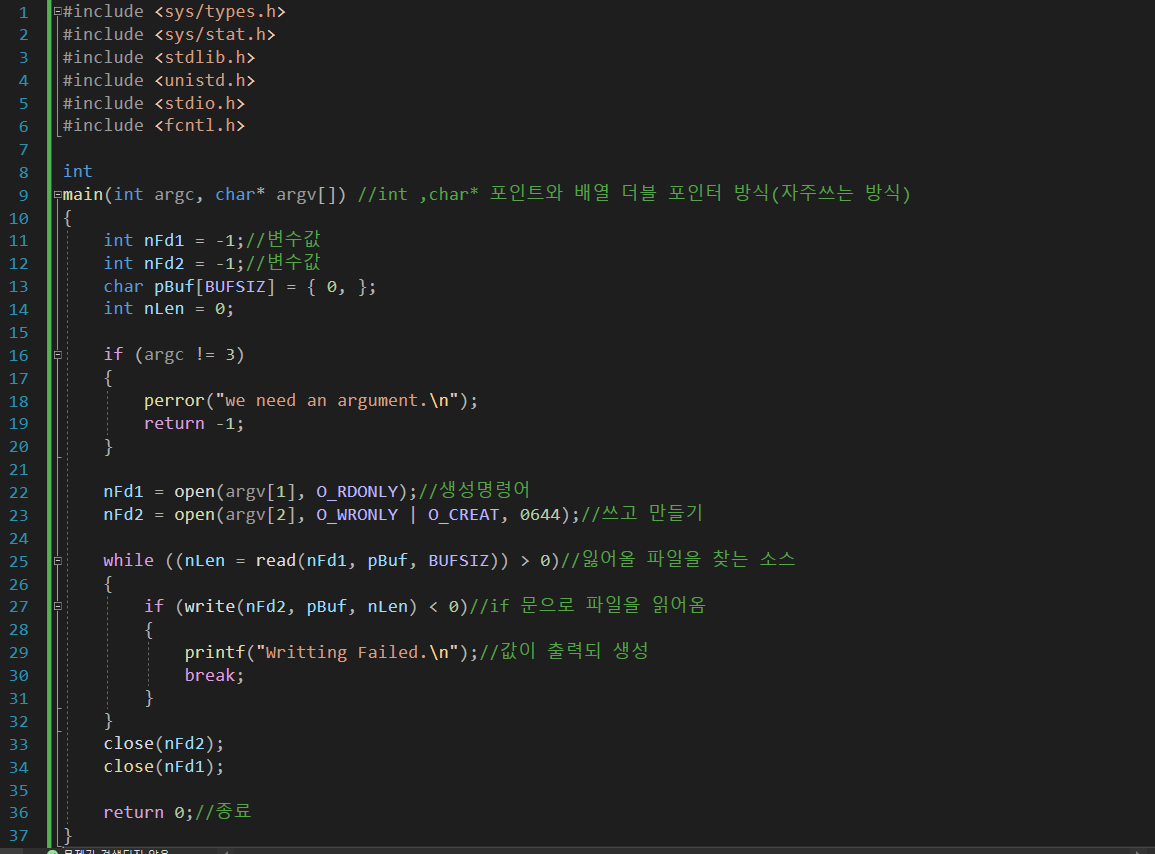 1 #include <sys/types.h>
2 #include <sys/stat.h>
3 #include <stdlib.h>
4 #include <unistd.h>
5 #include <stdio.h>
6 #include <fcntl.h>
7
8 int
9 main(int argc, char* argv[]) //int ,char* 포인트와 배열 더블 포인터 방식(자주쓰는 방식)
10 {
11 int nFd1 = -1;//변수값
12 int nFd2 = -1;//변수값
13 char pBuf[BUFSIZ] = { 0, };
14 int nLen = 0;
15
16 if (argc != 3)
17 {
18 perror("we need an argument.\n");
19 return -1;
20 }
21
22 nFd1 = open(argv[1], O_RDONLY);//생성명령어
23 nFd2 = open(argv[2], O_WRONLY | O_CREAT, 0644);//쓰고 만들기
24
25 while ((nLen = read(nFd1, pBuf, BUFSIZ)) > 0)//잃어올 파일을 찾는 소스
26 {
27 if (write(nFd2, pBuf, nLen) < 0)//if 문으로 파일을 읽어옴
28 {
29 printf("Writting Failed.\n");//값이 출력되 생성
30 break;
31 }
32 }
33 close(nFd2);
34 close(nFd1);
35
36 return 0;//종료
37 }